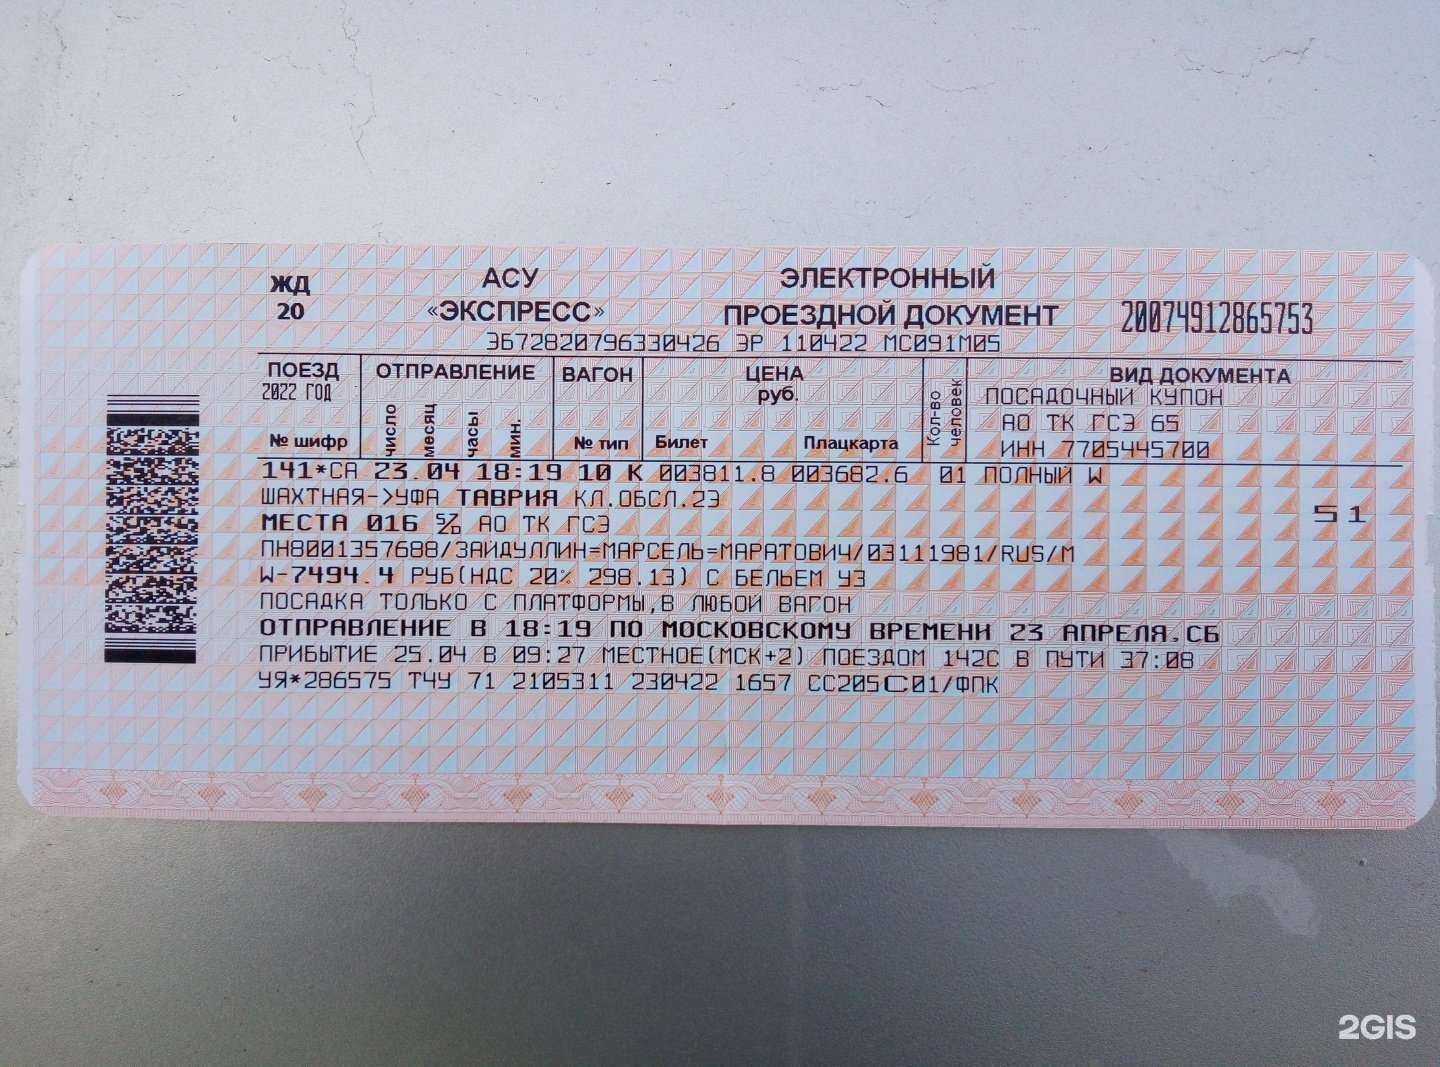 ЖД АСУ ЭЛЕКТРОННЫЙ
20 «ЭКСПРЕСС» ПРОЕЗДНОЙ ДОКУМЕНТ 20074912865753
ЭБ72820796330426 ЭР 110422 МС091М05
ПОЕЗД ОТПРАВЛЕНИЕ ВАГОН ЦЕНА Кол-во человек ВИД ДОКУМЕНТА
2022 ГОД руб. ПОСАДОЧНЫЙ КУПОН
АО ТК ГСЭ 65
№ шифр число месяц часы мин. № тип Билет Плацкарта ИНН 7705445700
141*СА 23.04 18:19 10 К 003811.8 003682.6 01 ПОЛНЫЙ W
ШАХТНАЯ->УФА ТАВРИЯ КЛ.ОБСЛ.2Э
МЕСТА 016 АО ТК ГСЭ
51
ПН8001357688/ЗАЙДУЛЛИН=МАРСЕЛЬ=МАРАТОВИЧ/03111981/RUS/M
W-7494.4 РУБ(НДС 20% 298.13) С БЕЛЬЕМ УЗ
ПОСАДКА ТОЛЬКО С ПЛАТФОРМЫ,В ЛЮБОЙ ВАГОН
ОТПРАВЛЕНИЕ В 18:19 ПО МОСКОВСКОМУ ВРЕМЕНИ 23 АПРЕЛЯ,СБ
ПРИБЫТИЕ 25.04 В 09:27 МЕСТНОЕ(МСК+2) ПОЕЗДОМ 142С В ПУТИ 37:08
УЯ*286575 ТЧУ 71 2105311 230422 1657 СС205С01/ФПК
2GIS